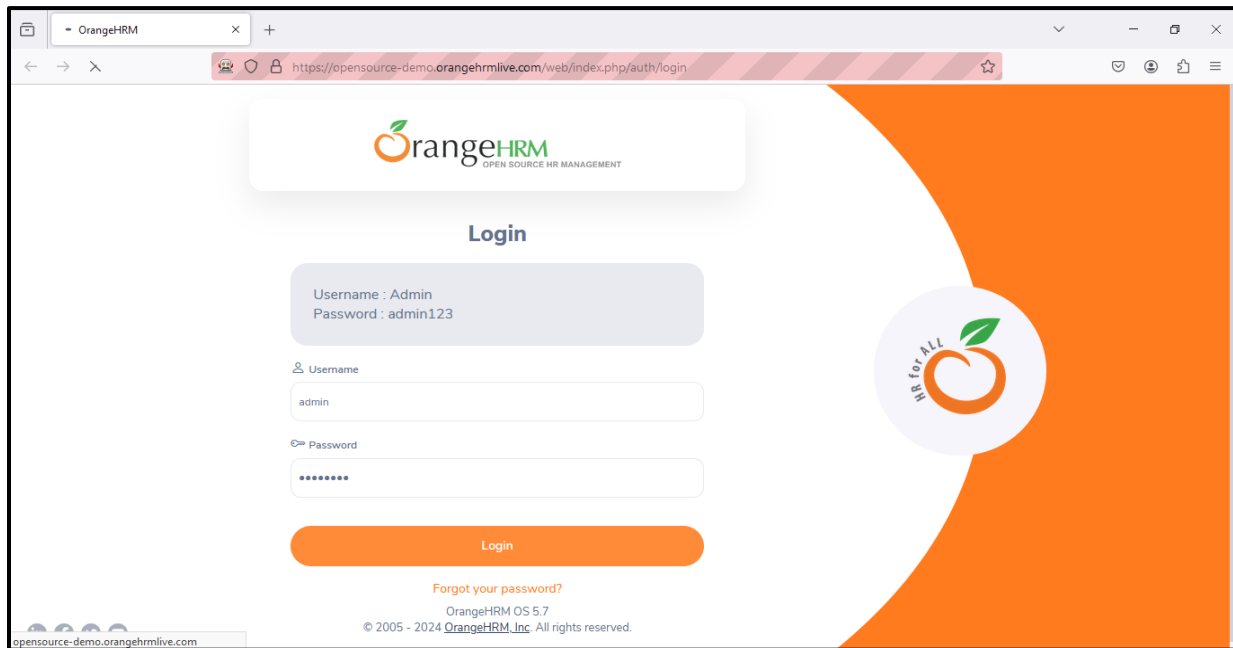 OrangeHRM
https://opensource-demo.orangehrmlive.com/web/index.php/auth/login
OrangeHRM
OPEN SOURCE HR MANAGEMENT
Login
Username : Admin
Password : admin123
Username
admin
Password
••••••••
Login
Forgot your password?
OrangeHRM OS 5.7
© 2005 - 2024 OrangeHRM, Inc. All rights reserved.
opensource-demo.orangehrmlive.com
HR for ALL